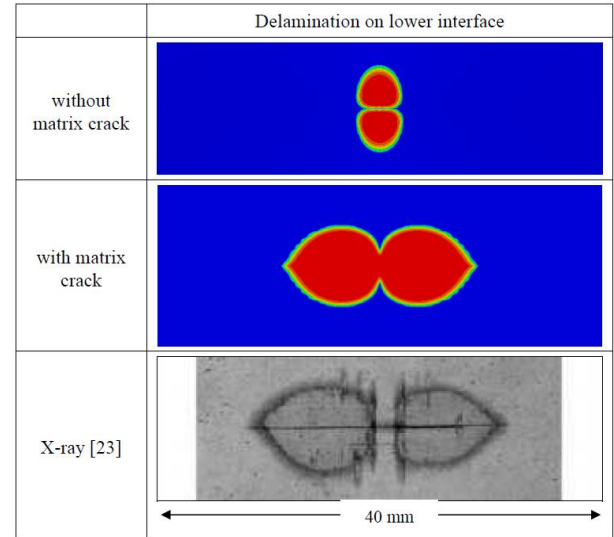 Delamination on lower interface
without
matrix crack
with matrix
crack
X-ray [23]
40 mm